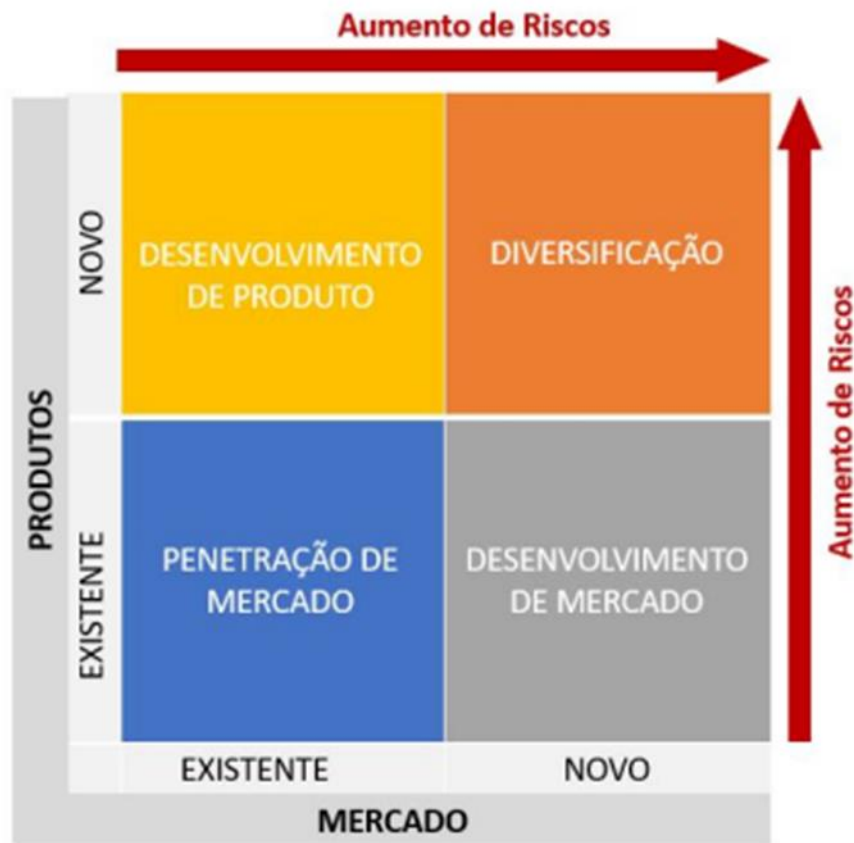 Aumento de Riscos
NOVO
DESENVOLVIMENTO
DE PRODUTO
DIVERSIFICAÇÃO
Aumento de Riscos
PRODUTOS
EXISTENTE
PENETRAÇÃO DE
MERCADO
DESENVOLVIMENTO
DE MERCADO
EXISTENTE
NOVO
MERCADO